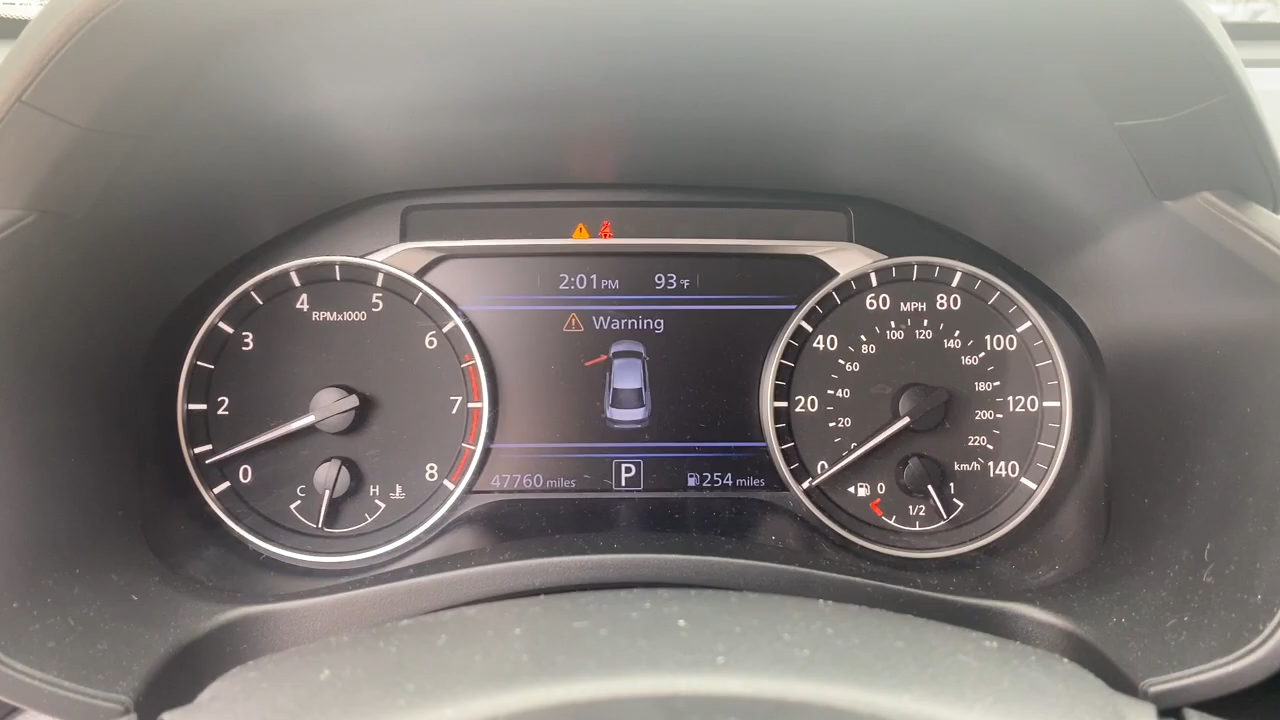 2:01PM 93°F
Warning
4 5
RPMx1000
3 6
2 7
0 8
C H
60 MPH 80
100 120
80 140
40 100
60 160
40 180
20 120
200
20 220
0
0 km/h 140
0 1
1/2
47760 miles P 254 miles